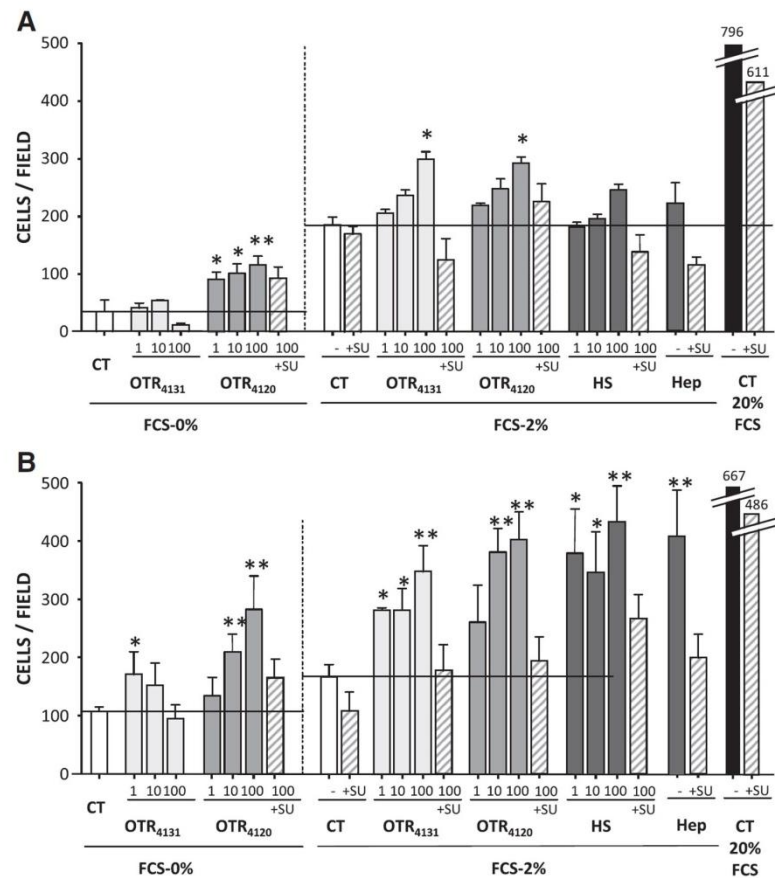 A
796
500
611
400
*
*
300
CELLS / FIELD
200
* * **
100
0
1 10 100 1 10 100 100 - +SU 1 10 100 100 1 10 100 100 1 10 100 100 - +SU - +SU
+SU +SU +SU +SU
CT OTR4131 OTR4120 CT OTR4131 OTR4120 HS Hep CT
20%
FCS-0% FCS-2% FCS
B
667
500
486
** ** ** * * ** **
400
* *
300
CELLS / FIELD
**
** 
*
200
100
0
1 10 100 1 10 100 100 - +SU 1 10 100 100 1 10 100 100 1 10 100 100 - +SU - +SU
+SU +SU +SU +SU
CT OTR4131 OTR4120 CT OTR4131 OTR4120 HS Hep CT
20%
FCS-0% FCS-2% FCS